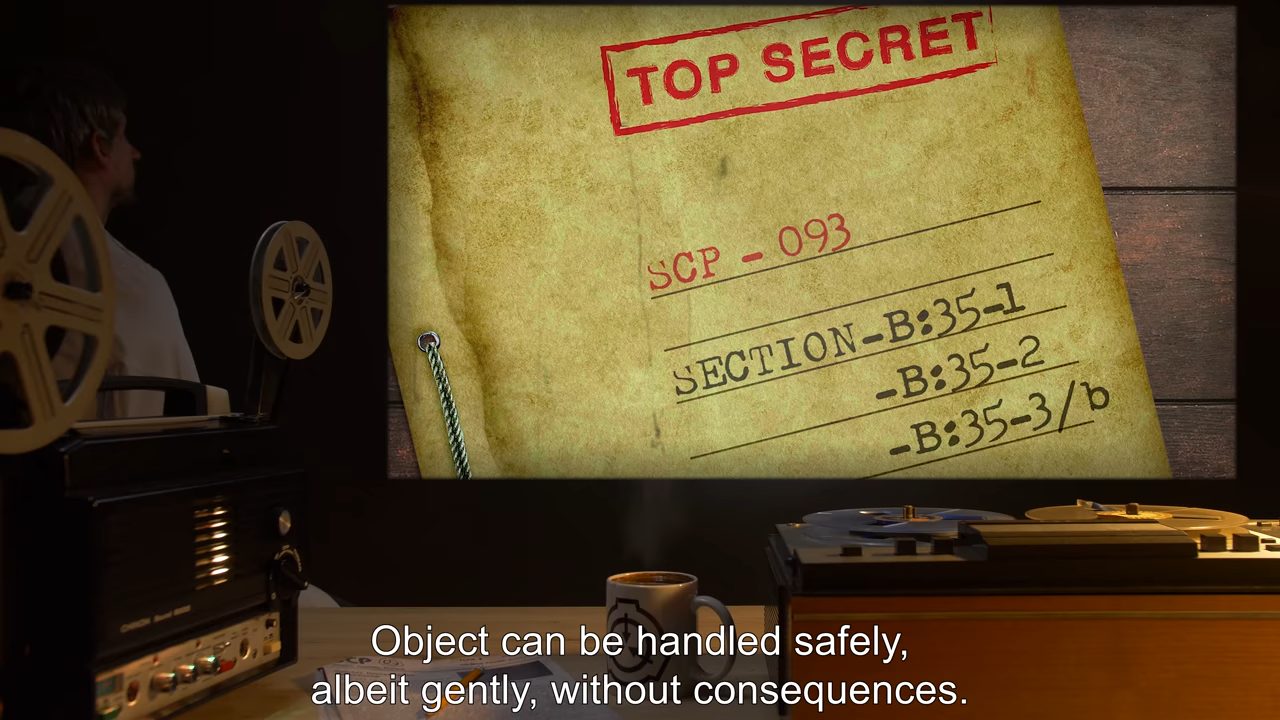 TOP SECRET
SCP - 093
SECTION-B:35-1
-B:35-2
-B:35-3/b
Object can be handled safely,
albeit gently, without consequences.